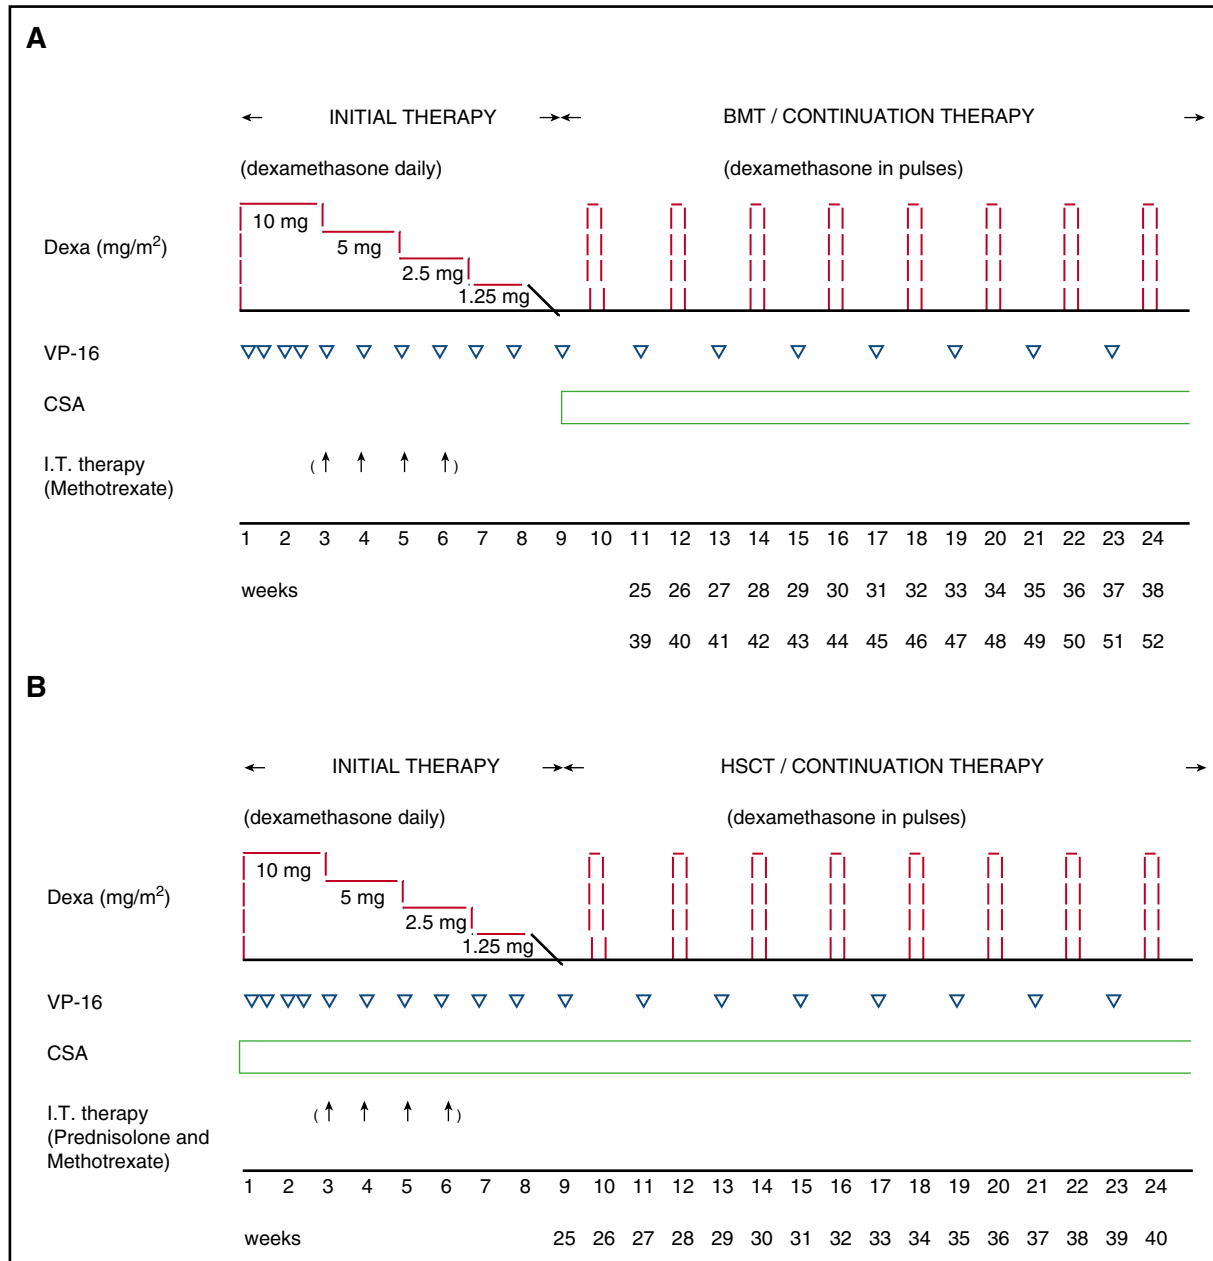 A
← INITIAL THERAPY →← BMT / CONTINUATION THERAPY →
(dexamethasone daily) (dexamethasone in pulses)
10 mg
Dexa (mg/m²)
5 mg
2.5 mg
1.25 mg
VP-16
CSA
I.T. therapy ( ↑ ↑ ↑ ↑ )
(Methotrexate)
1 2 3 4 5 6 7 8 9 10 11 12 13 14 15 16 17 18 19 20 21 22 23 24
weeks 25 26 27 28 29 30 31 32 33 34 35 36 37 38
39 40 41 42 43 44 45 46 47 48 49 50 51 52
B
← INITIAL THERAPY →← HSCT / CONTINUATION THERAPY →
(dexamethasone daily) (dexamethasone in pulses)
10 mg
Dexa (mg/m²)
5 mg
2.5 mg
1.25 mg
VP-16
CSA
I.T. therapy ( ↑ ↑ ↑ ↑ )
(Prednisolone and
Methotrexate)
1 2 3 4 5 6 7 8 9 10 11 12 13 14 15 16 17 18 19 20 21 22 23 24
weeks 25 26 27 28 29 30 31 32 33 34 35 36 37 38 39 40